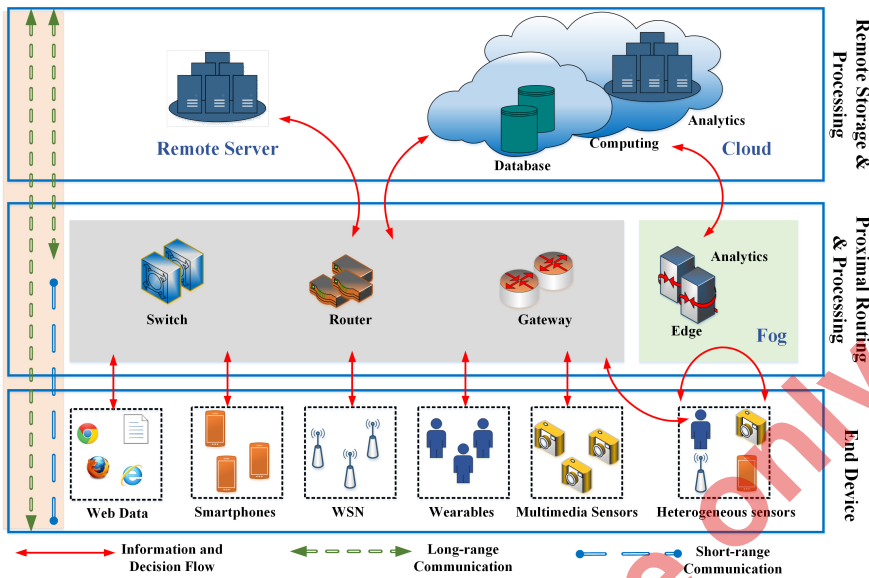 Remote Server
Database
Computing
Analytics
Cloud
Remote Storage &
Processing
Switch
Router
Gateway
Analytics
Edge
Fog
Proximal Routing
& Processing
Web Data
Smartphones
WSN
Wearables
Multimedia Sensors
Heterogeneous sensors
End Device
Information and
Decision Flow
Long-range
Communication
Short-range
Communication
e only